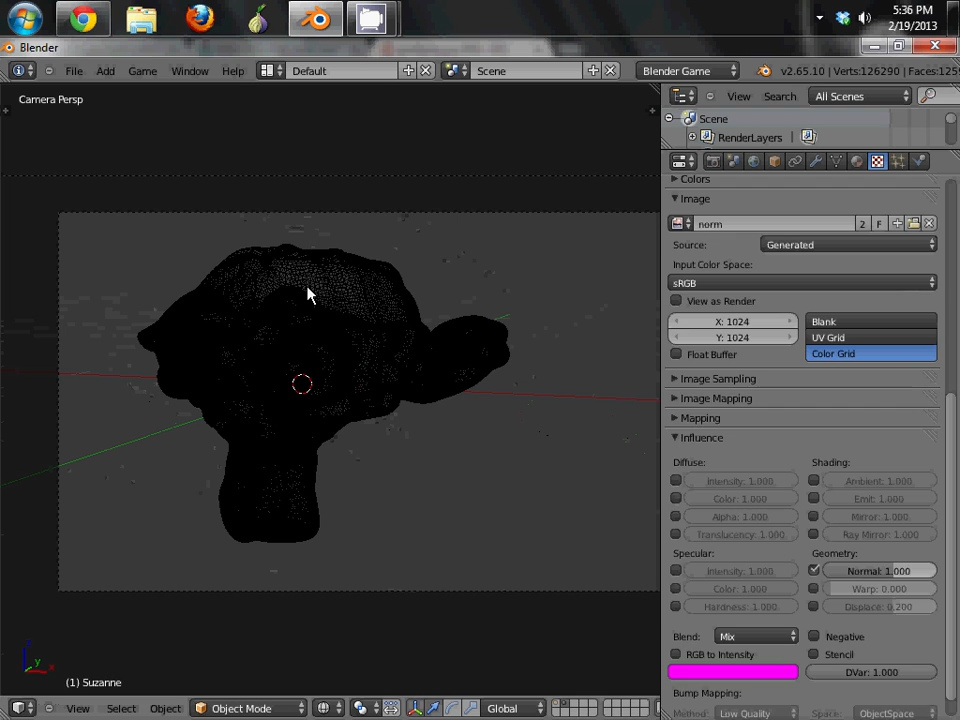 5:36 PM
2/19/2013
Blender
File Add Game Window Help Default Scene Blender Game v2.65.10 | Verts:126290 | Faces:1259
Camera Persp
View Search All Scenes
Scene
RenderLayers |
Colors
Image
norm 2 F
Source: Generated
Input Color Space:
sRGB
View as Render
X: 1024 Blank
Y: 1024 UV Grid
Float Buffer Color Grid
Image Sampling
Image Mapping
Mapping
Influence
Diffuse: Shading:
Intensity: 1.000 Ambient: 1.000
Color: 1.000 Emit: 1.000
Alpha: 1.000 Mirror: 1.000
Translucency: 1.000 Ray Mirror: 1.000
Specular: Geometry:
Intensity: 1.000 Normal: 1.000
Color: 1.000 Warp: 0.000
Hardness: 1.000 Displace: 0.200
Blend: Mix Negative
RGB to Intensity Stencil
DVar: 1.000
Bump Mapping:
Method: Low Quality Space: ObjectSpace
z
y
x
(1) Suzanne
View Select Object Object Mode Global